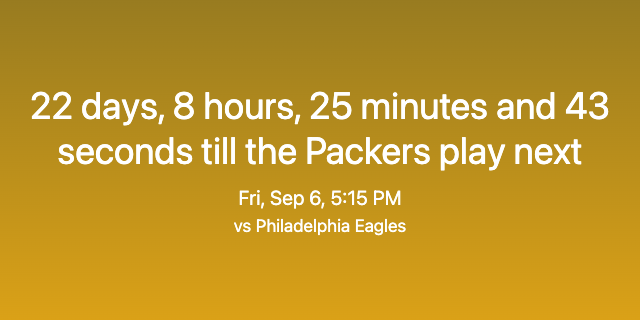 22 days, 8 hours, 25 minutes and 43
seconds till the Packers play next
Fri, Sep 6, 5:15 PM
vs Philadelphia Eagles